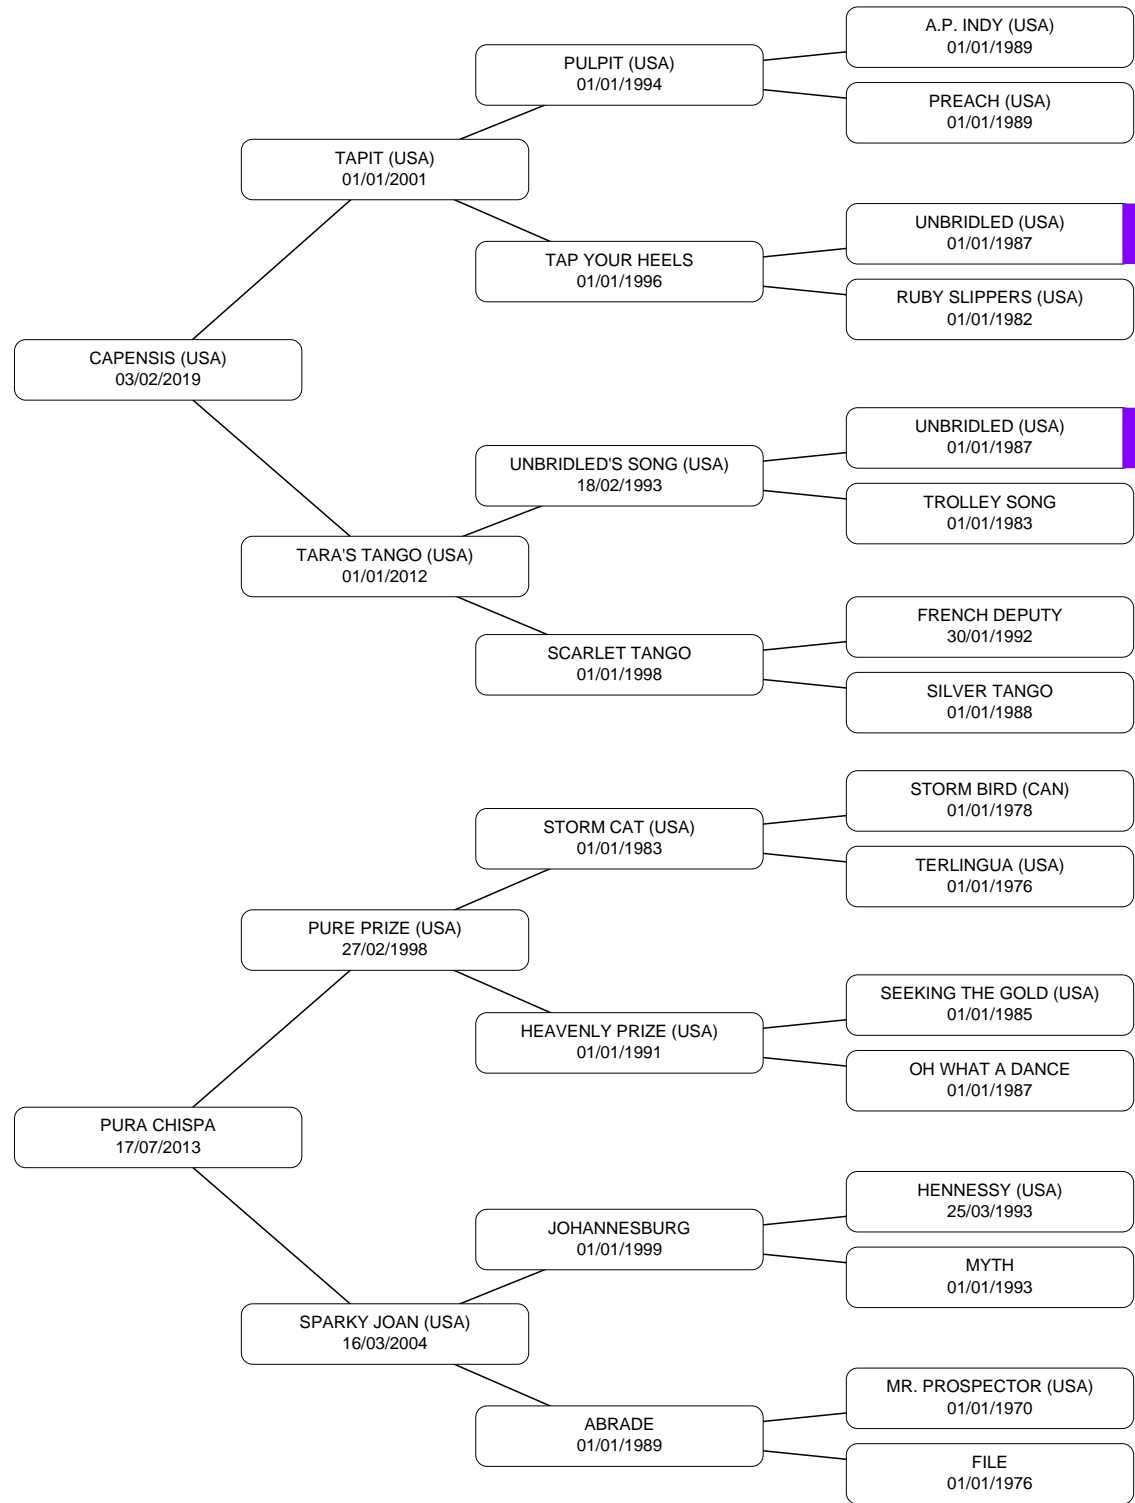 A.P. INDY (USA)
01/01/1989
PULPIT (USA)
01/01/1994
PREACH (USA)
01/01/1989
TAPIT (USA)
01/01/2001
UNBRIDLED (USA)
01/01/1987
TAP YOUR HEELS
01/01/1996
RUBY SLIPPERS (USA)
01/01/1982
CAPENSIS (USA)
03/02/2019
UNBRIDLED (USA)
01/01/1987
UNBRIDLED'S SONG (USA)
18/02/1993
TROLLEY SONG
01/01/1983
TARA'S TANGO (USA)
01/01/2012
FRENCH DEPUTY
30/01/1992
SCARLET TANGO
01/01/1998
SILVER TANGO
01/01/1988
STORM BIRD (CAN)
01/01/1978
STORM CAT (USA)
01/01/1983
TERLINGUA (USA)
01/01/1976
PURE PRIZE (USA)
27/02/1998
SEEKING THE GOLD (USA)
01/01/1985
HEAVENLY PRIZE (USA)
01/01/1991
OH WHAT A DANCE
01/01/1987
PURA CHISPA
17/07/2013
HENNESSY (USA)
25/03/1993
JOHANNESBURG
01/01/1999
MYTH
01/01/1993
SPARKY JOAN (USA)
16/03/2004
MR. PROSPECTOR (USA)
01/01/1970
ABRADE
01/01/1989
FILE
01/01/1976